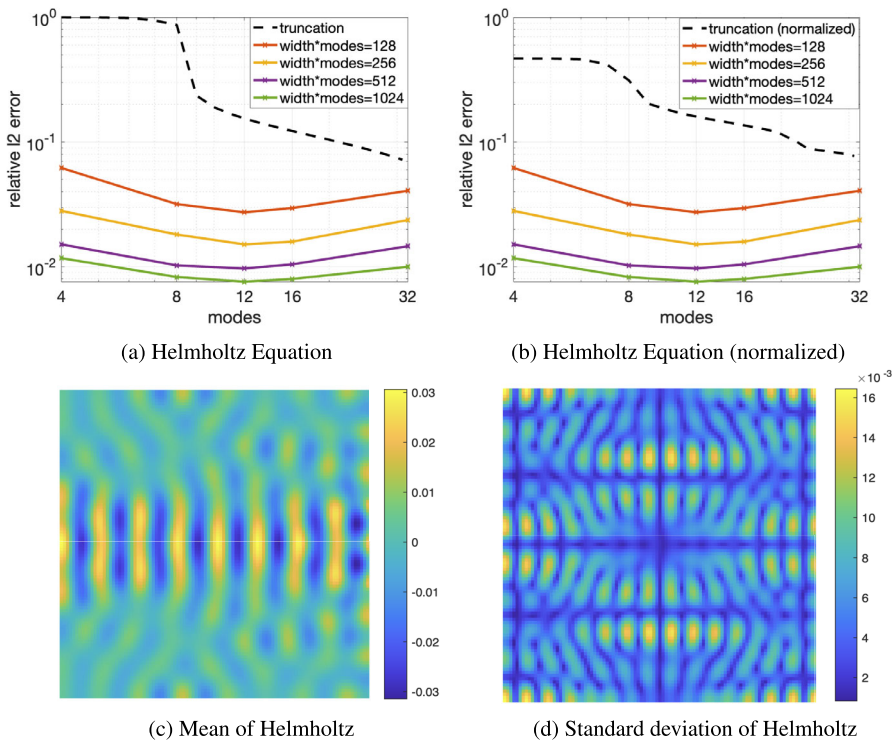 10^0
10^-1
10^-2
relative l2 error
truncation
width*modes=128
width*modes=256
width*modes=512
width*modes=1024
4
8
12
16
32
modes
(a) Helmholtz Equation
10^0
10^-1
10^-2
relative l2 error
truncation (normalized)
width*modes=128
width*modes=256
width*modes=512
width*modes=1024
4
8
12
16
32
modes
(b) Helmholtz Equation (normalized)
0.03
0.02
0.01
0
-0.01
-0.02
-0.03
(c) Mean of Helmholtz
×10^-3
16
14
12
10
8
6
4
2
(d) Standard deviation of Helmholtz